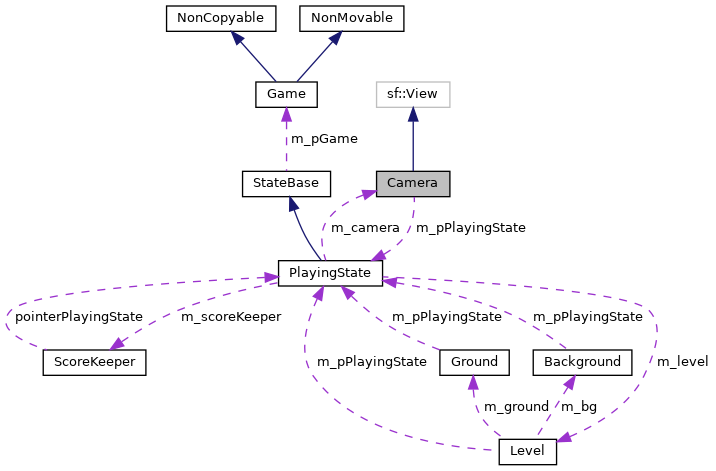 NonCopyable
NonMovable
Game
sf::View
m_pGame
StateBase
Camera
m_camera
m_pPlayingState
PlayingState
pointerPlayingState
m_scoreKeeper
m_pPlayingState
m_pPlayingState
ScoreKeeper
m_pPlayingState
Ground
Background
m_level
m_ground
m_bg
Level